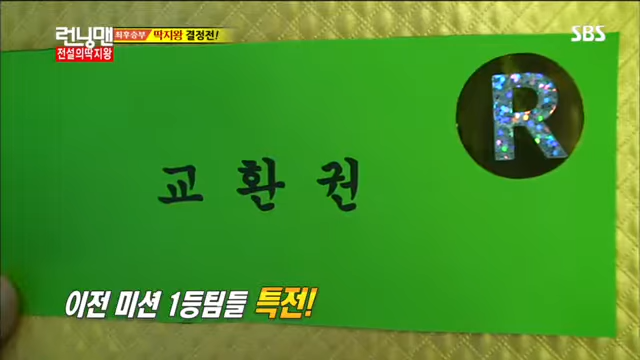 런닝맨 최후승부 딱지왕 결정전!
전설의딱지왕
SBS
R
교 환 권
이전 미션 1등팀들 특전!